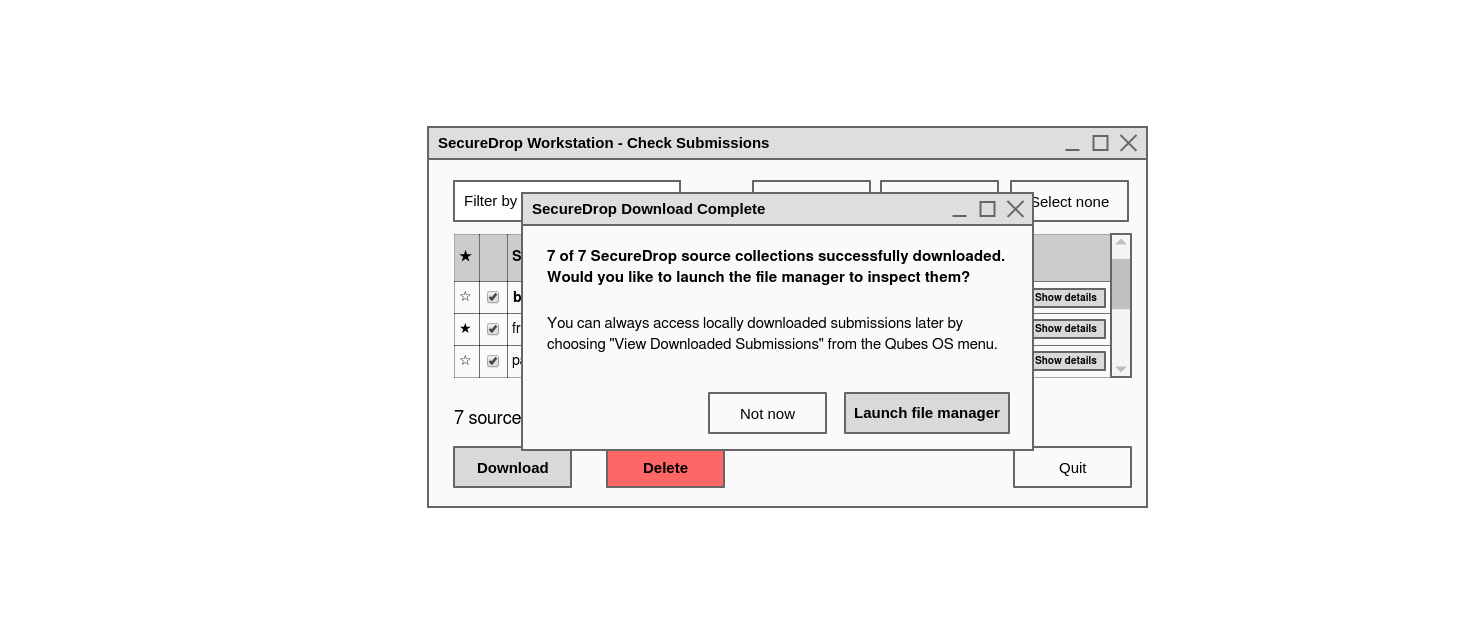 SecureDrop Workstation - Check Submissions
Filter by
Select none
SecureDrop Download Complete
7 of 7 SecureDrop source collections successfully downloaded.
Would you like to launch the file manager to inspect them?
You can always access locally downloaded submissions later by
choosing "View Downloaded Submissions" from the Qubes OS menu.
Not now
Launch file manager
Show details
Show details
Show details
7 source
Download
Delete
Quit